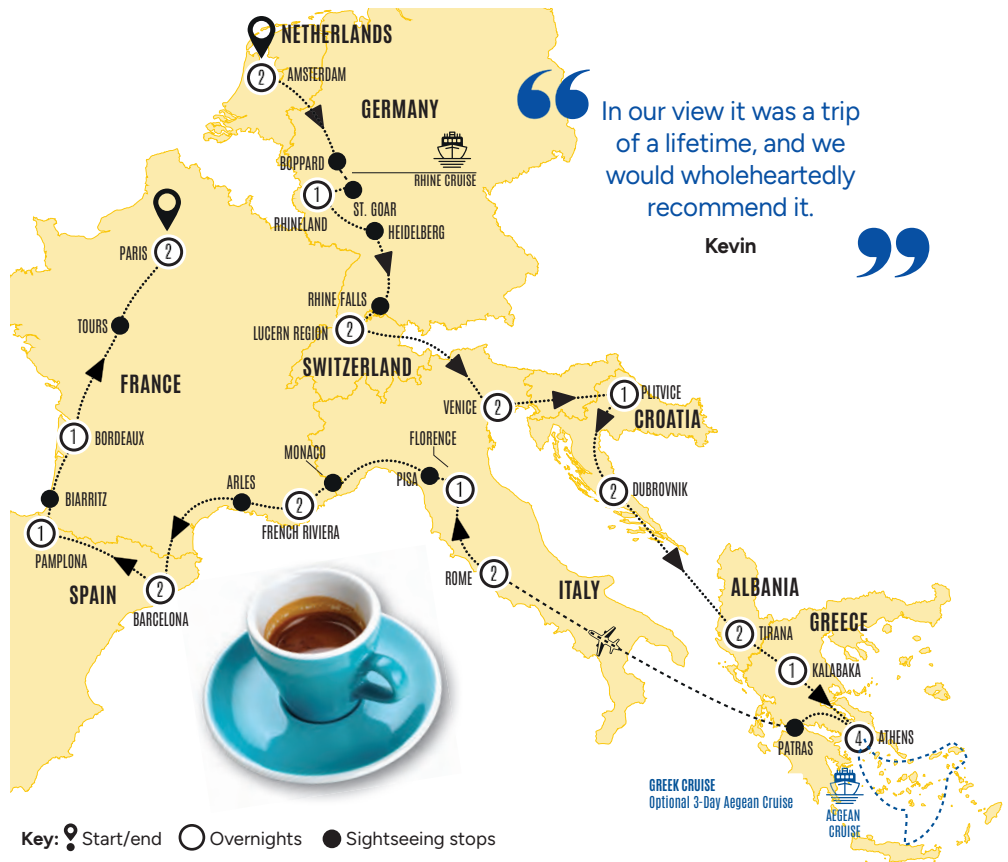 NETHERLANDS
2
AMSTERDAM
GERMANY
BOPPARD
RHINE CRUISE
1
ST. GOAR
RHINELAND
HEIDELBERG
PARIS
2
RHINE FALLS
TOURS
LUCERN REGION
2
SWITZERLAND
FRANCE
VENICE
2
1
PLITVICE
CROATIA
1
BORDEAUX
FLORENCE
MONACO
PISA
1
ARLES
2
FRENCH RIVIERA
2
DUBROVNIK
BIARRITZ
1
PAMPLONA
SPAIN
2
BARCELONA
ROME
2
ITALY
ALBANIA
GREECE
2
TIRANA
1
KALABAKA
PATRAS
4
ATHENS
GREEK CRUISE
Optional 3-Day Aegean Cruise
AEGEAN
CRUISE
“
In our view it was a trip
of a lifetime, and we
would wholeheartedly
recommend it.
Kevin
”
Key: Start/end Overnights Sightseeing stops